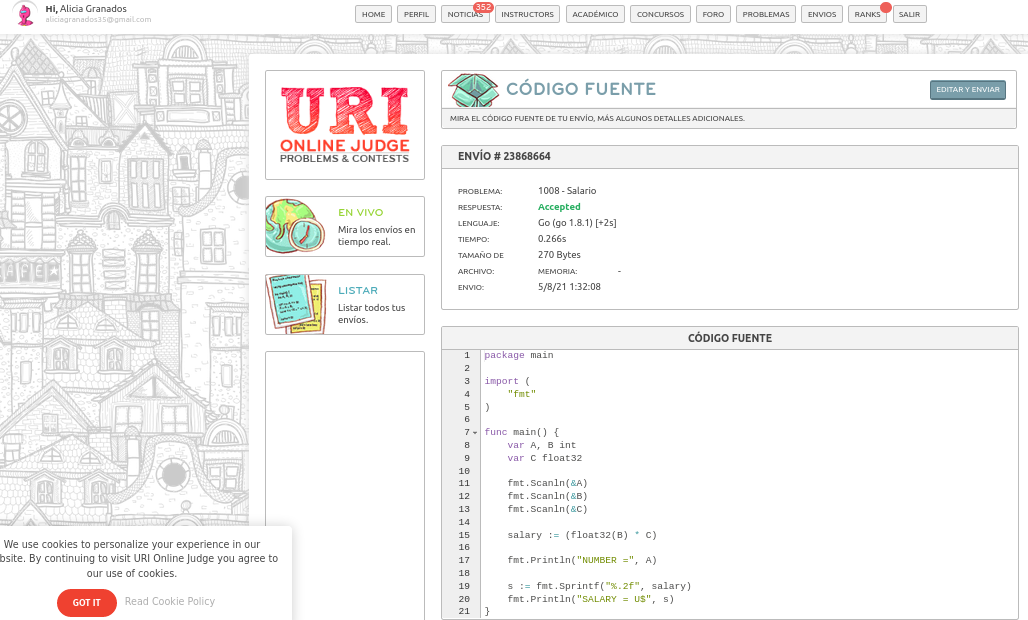 Hi, Alicia Granados
aliciagranados35@gmail.com
HOME PERFIL NOTICIAS 352 INSTRUCTORS ACADÉMICO CONCURSOS FORO PROBLEMAS ENVIOS RANKS SALIR
URI
ONLINE JUDGE
PROBLEMS & CONTESTS
EN VIVO
Mira los envios en
tiempo real.
LISTAR
Listar todos tus
envíos.
CÓDIGO FUENTE
EDITAR Y ENVIAR
MIRA EL CÓDIGO FUENTE DE TU ENVÍO, MÁS ALGUNOS DETALLES ADICIONALES.
ENVÍO # 23868664
PROBLEMA: 1008 - Salario
RESPUESTA: Accepted
LENGUAJE: Go (go 1.8.1) [+2s]
TIEMPO: 0.266s
TAMAÑO DE 270 Bytes
ARCHIVO: MEMORIA: -
ENVIO: 5/8/21 1:32:08
CÓDIGO FUENTE
1 package main
2
3 import (
4 "fmt"
5 )
6
7 func main() {
8 var A, B int
9 var C float32
10
11 fmt.Scanln(&A)
12 fmt.Scanln(&B)
13 fmt.Scanln(&C)
14
15 salary := (float32(B) * C)
16
17 fmt.Println("NUMBER =", A)
18
19 s := fmt.Sprintf("%.2f", salary)
20 fmt.Println("SALARY = U$", s)
21 }
We use cookies to personalize your experience in our
bsite. By continuing to visit URI Online Judge you agree to
our use of cookies.
GOT IT Read Cookie Policy